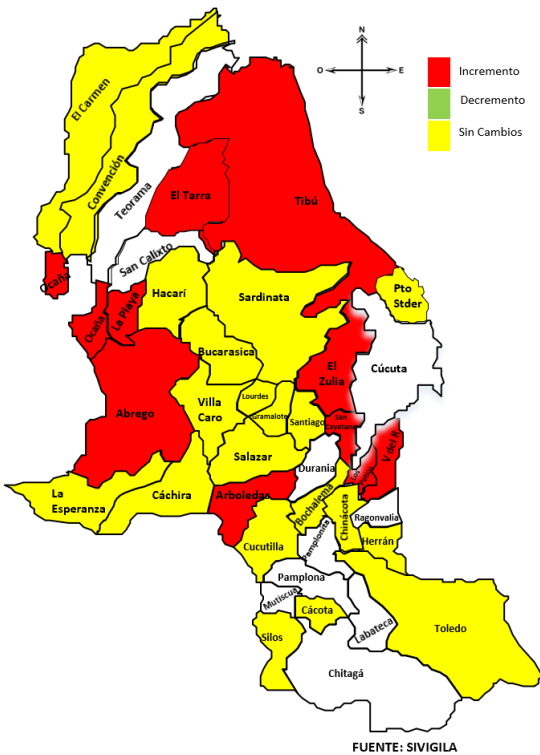 N
O
E
S
Incremento
Decremento
Sin Cambios
El Carmen
Convención
Teorama
El Tarra
Tibú
San Calixto
Ocaña
Hacarí
Sardinata
Pto
Stder
Ocaña
La Playa
Bucarasica
El
Zulia
Cúcuta
Abrego
Villa
Caro
Lourdes
Gramalote
Santiago
San
Cayetano
V del R
Salazar
Durania
Los
Patios
La
Esperanza
Cáchira
Arboledas
Bochalema
Chinácota
Ragonvalia
Cucutilla
Pamplonita
Herrán
Pamplona
Mutiscua
Cácota
Labateca
Toledo
Silos
Chitagá
FUENTE: SIVIGILA